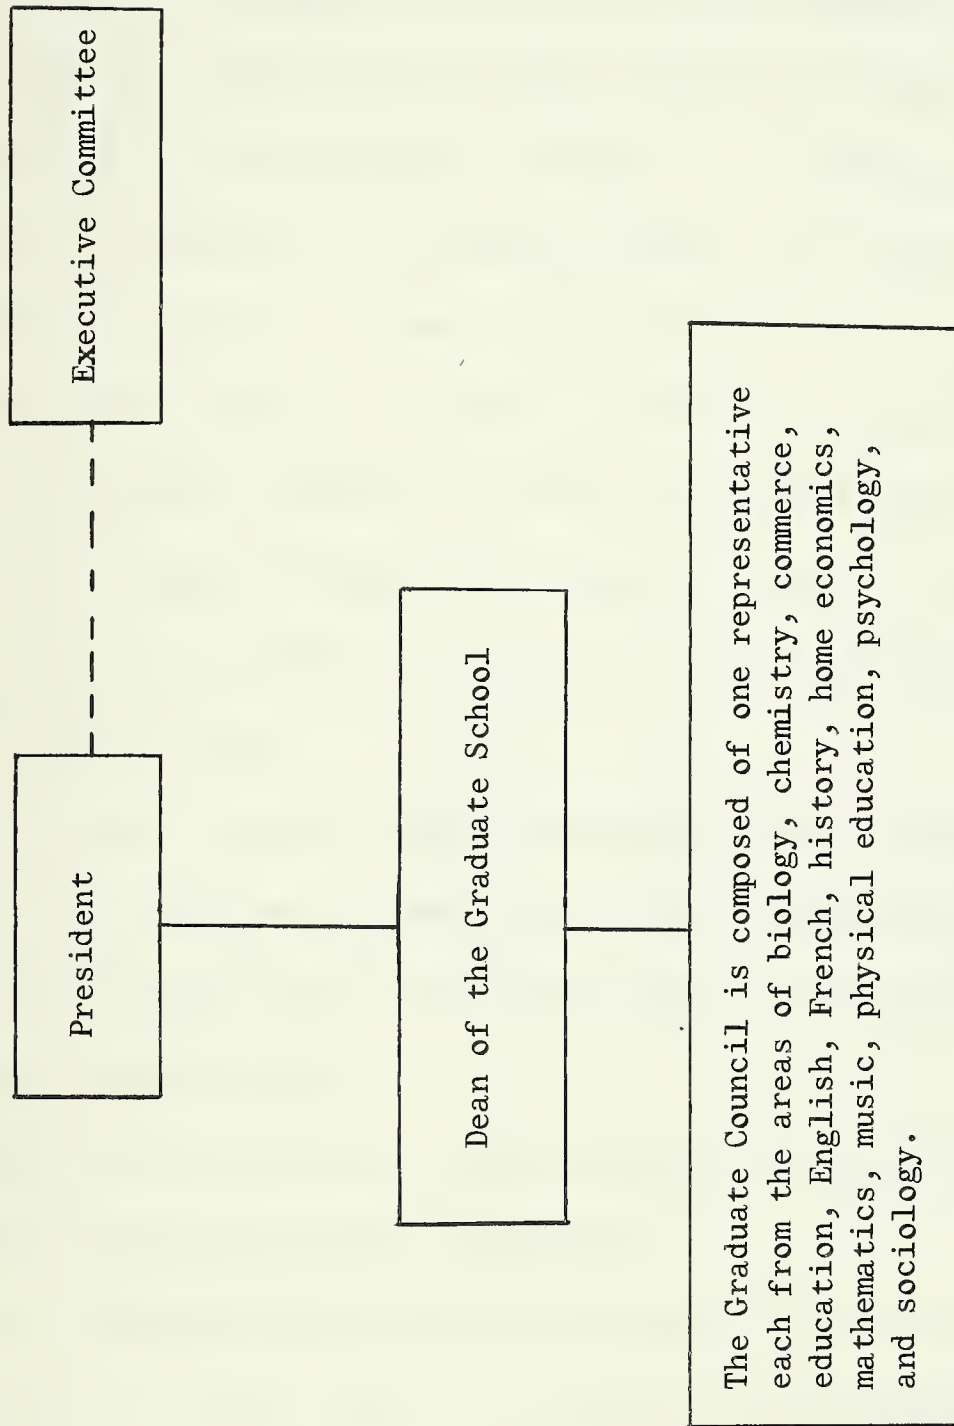 President
Executive Committee
Dean of the Graduate School
The Graduate Council is composed of one representative
each from the areas of biology, chemistry, commerce,
education, English, French, history, home economics,
mathematics, music, physical education, psychology,
and sociology.